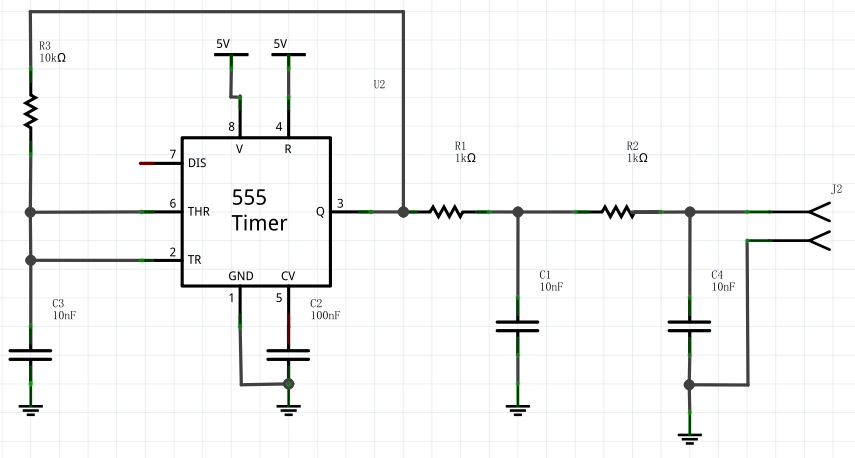 R3
10kΩ
5V
5V
U2
8
4
V
R
7
DIS
6
THR
555
Timer
Q
3
2
TR
GND
CV
1
5
R1
1kΩ
R2
1kΩ
J2
C3
10nF
C2
100nF
C1
10nF
C4
10nF